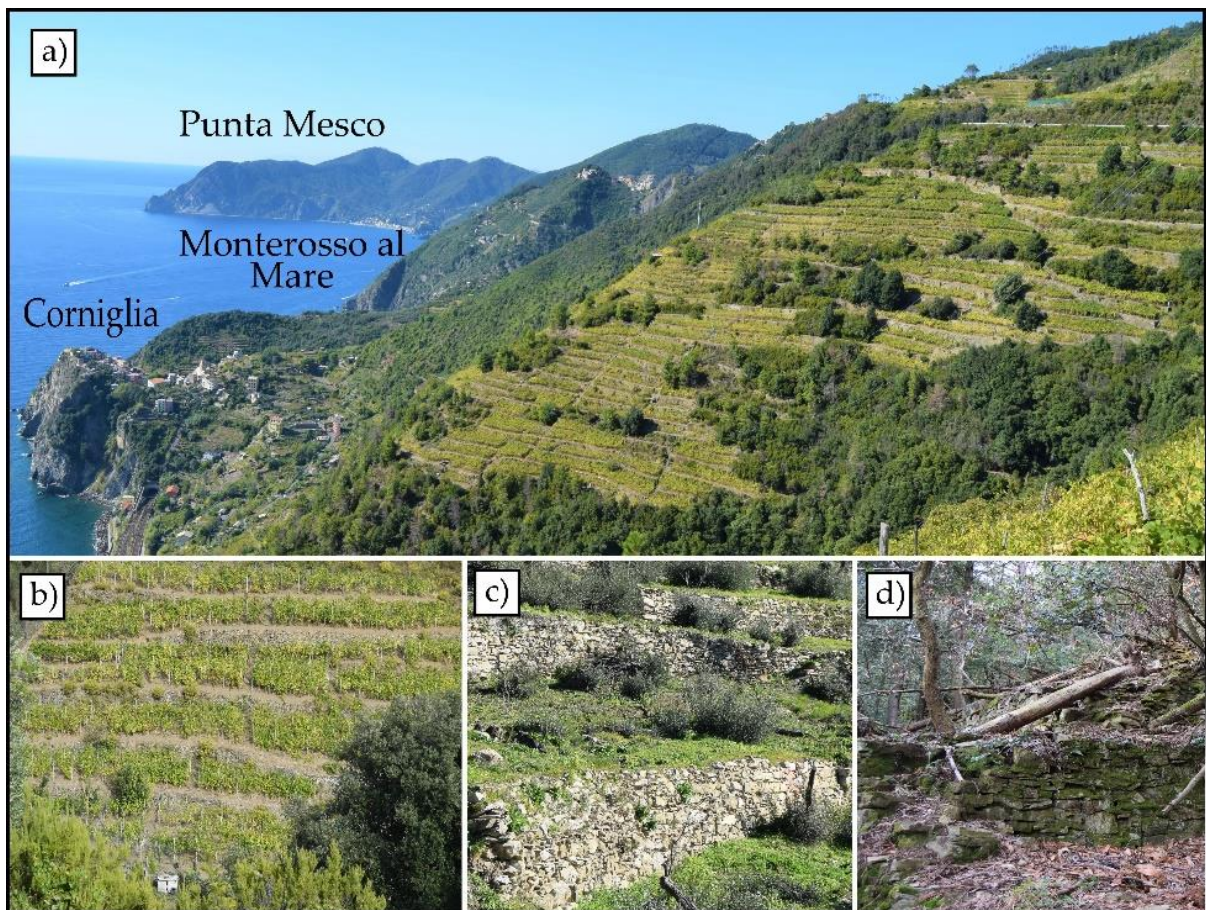 a)
Punta Mesco
Monterosso al
Mare
Corniglia
b)
c)
d)